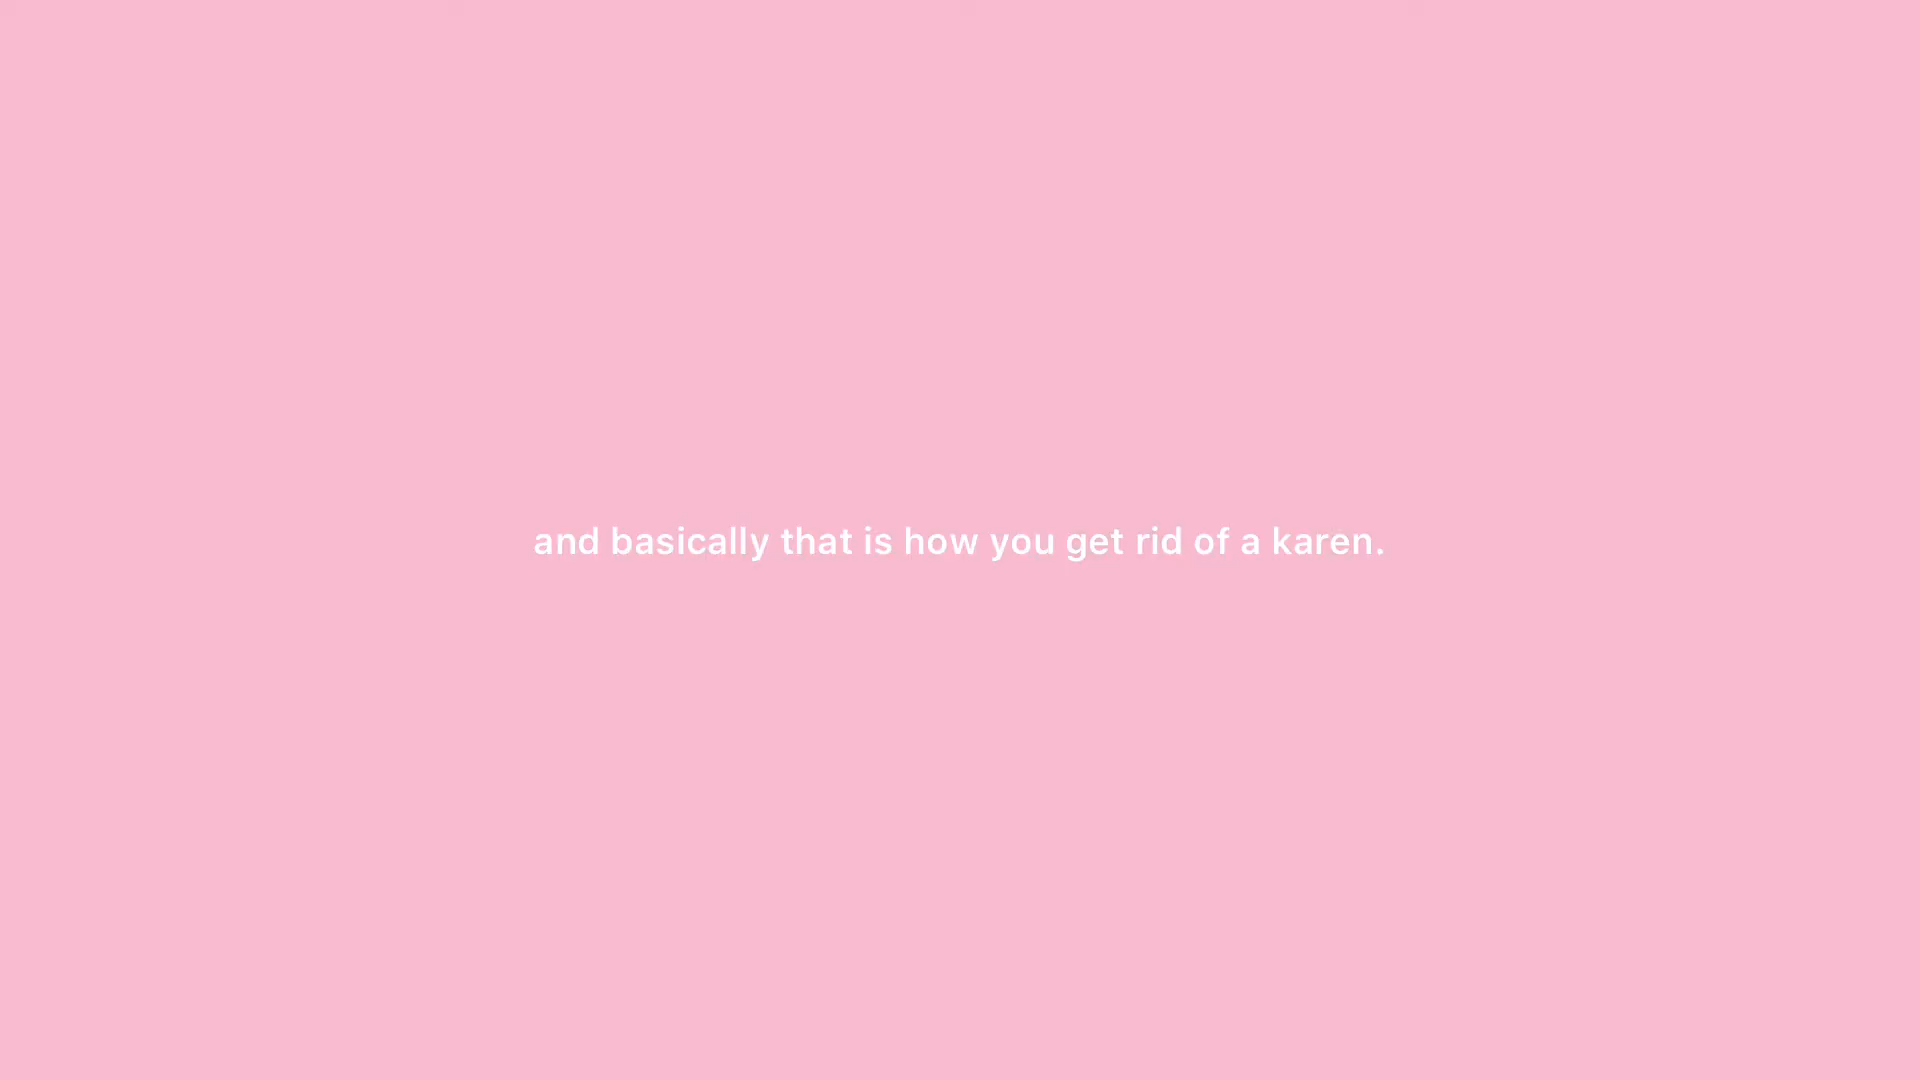 and basically that is how you get rid of a karen.